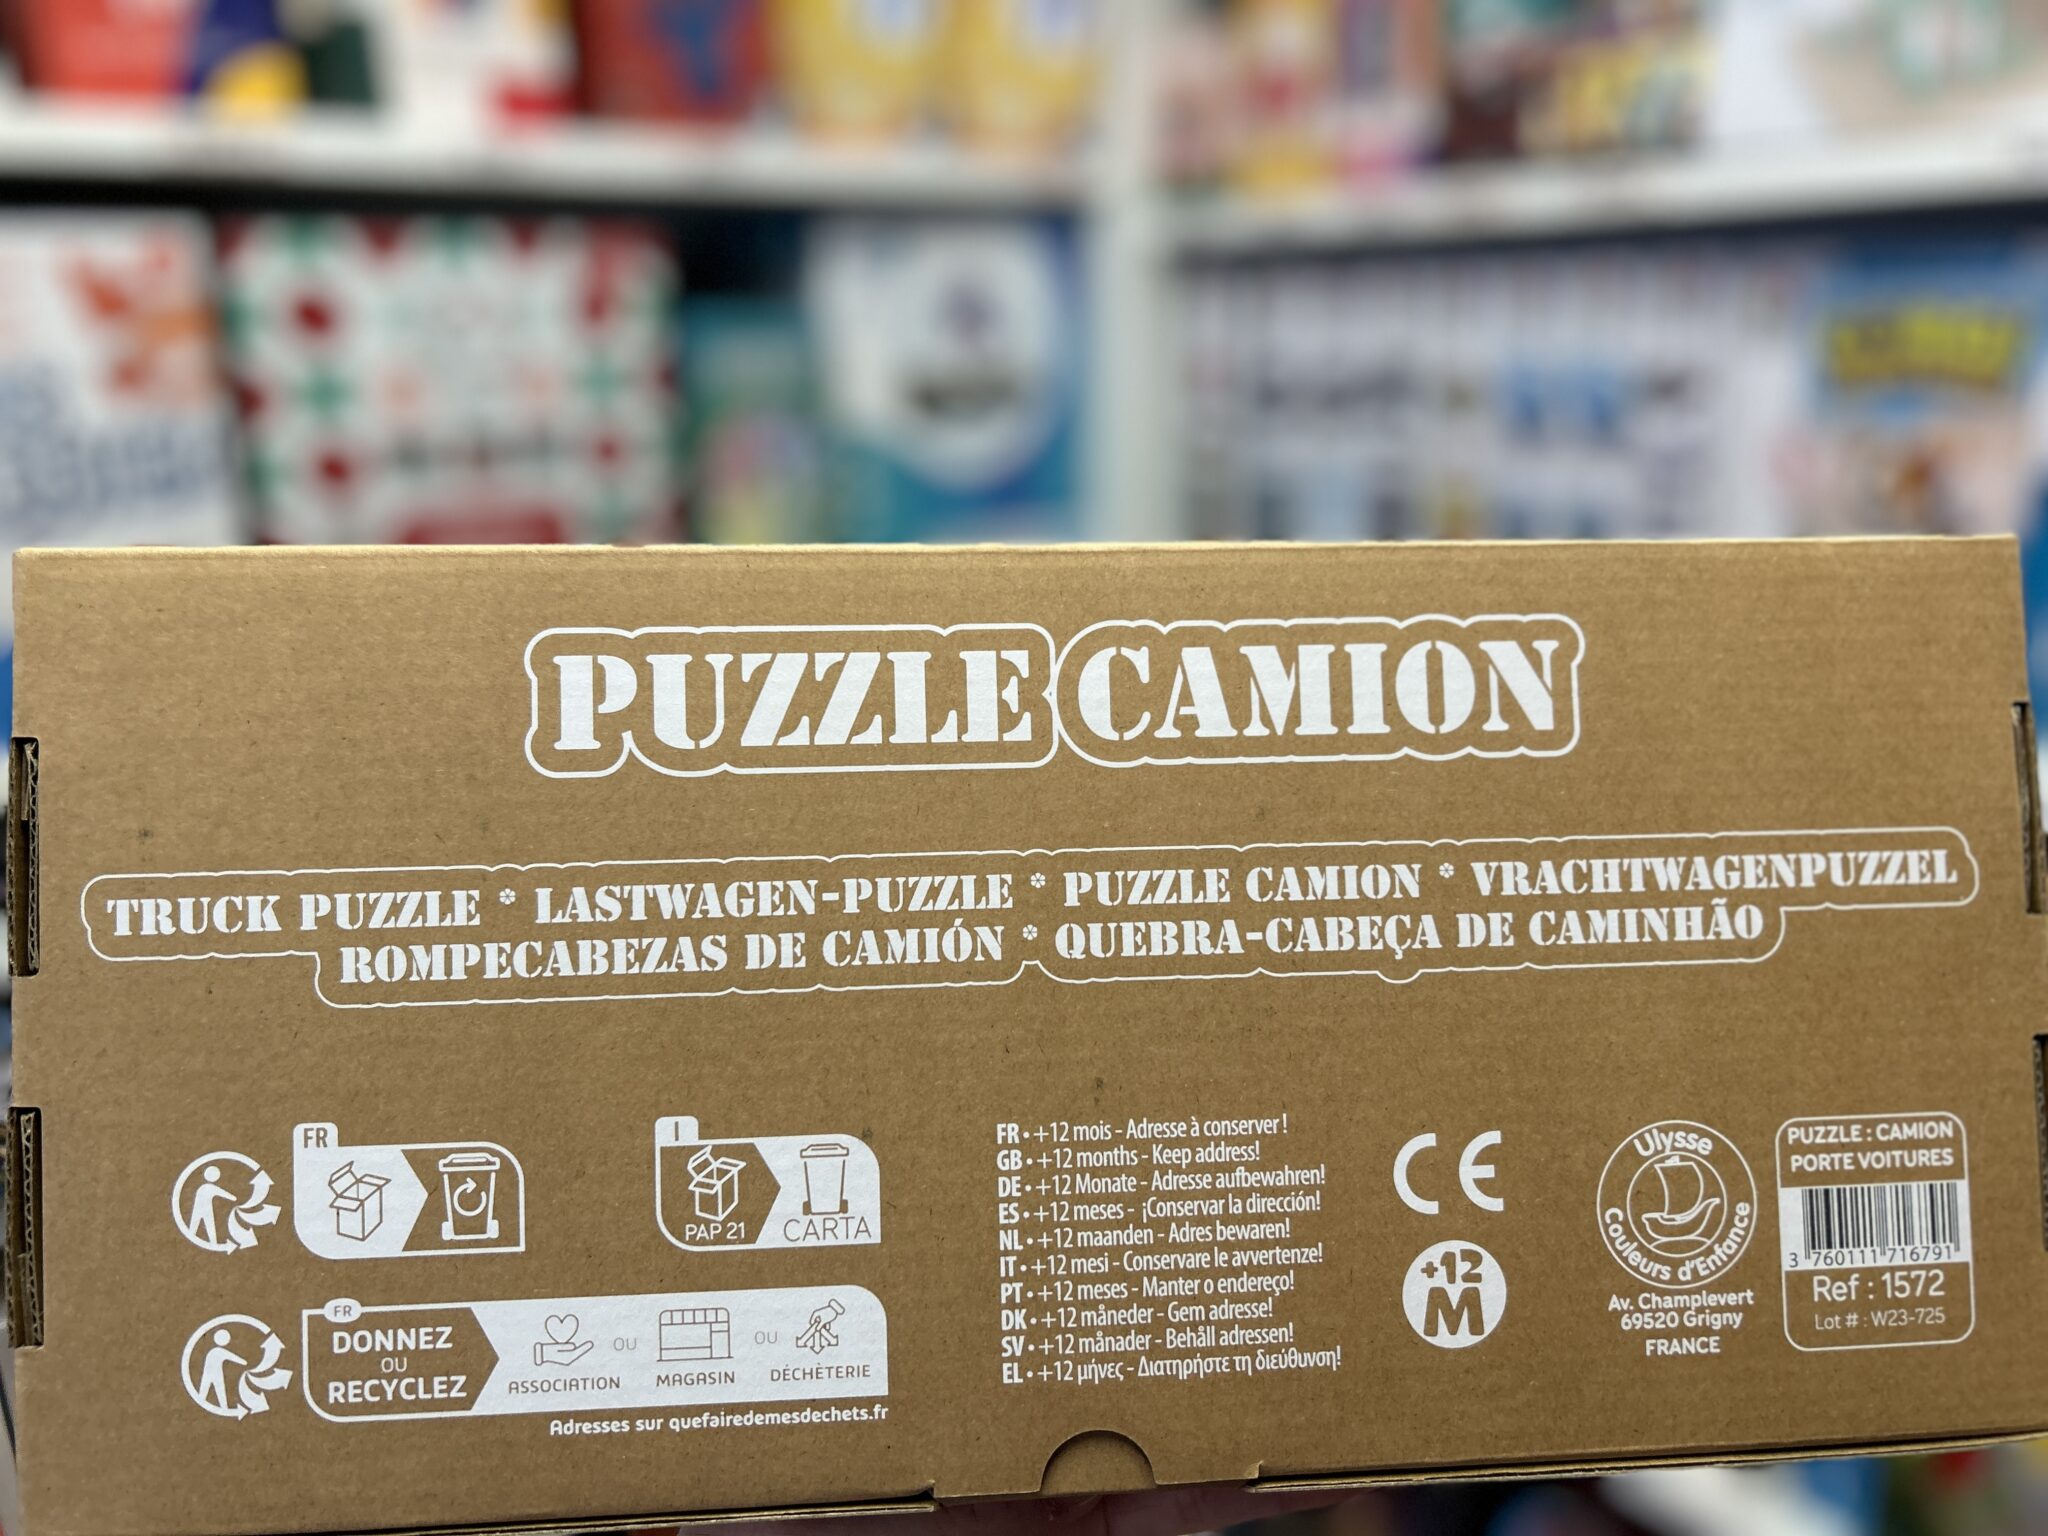 PUZZLE CAMION
TRUCK PUZZLE * LASTWAGEN-PUZZLE * PUZZLE CAMION * VRACHTWAGENPUZZEL
ROMPECABEZAS DE CAMIÓN * QUEBRA-CABEÇA DE CAMINHÃO
FR
I
PAP 21
CARTA
FR
DONNEZ
OU
RECYCLEZ
ASSOCIATION
OU
MAGASIN
OU
DÉCHÈTERIE
Adresses sur quefairedemesdechets.fr
FR • +12 mois - Adresse à conserver !
GB • +12 months - Keep address!
DE • +12 Monate - Adresse aufbewahren!
ES • +12 meses - ¡Conservar la dirección!
NL • +12 maanden - Adres bewaren!
IT • +12 mesi - Conservare le avvertenze!
PT • +12 meses - Manter o endereço!
DK • +12 måneder - Gem adresse!
SV • +12 månader - Behåll adressen!
EL • +12 μήνες - Διατηρήστε τη διεύθυνση!
CE
+12
M
Ulysse
Couleurs d'Enfance
Av. Champlevert
69520 Grigny
FRANCE
PUZZLE : CAMION
PORTE VOITURES
3 760111 716791
Ref : 1572
Lot # : W23-725